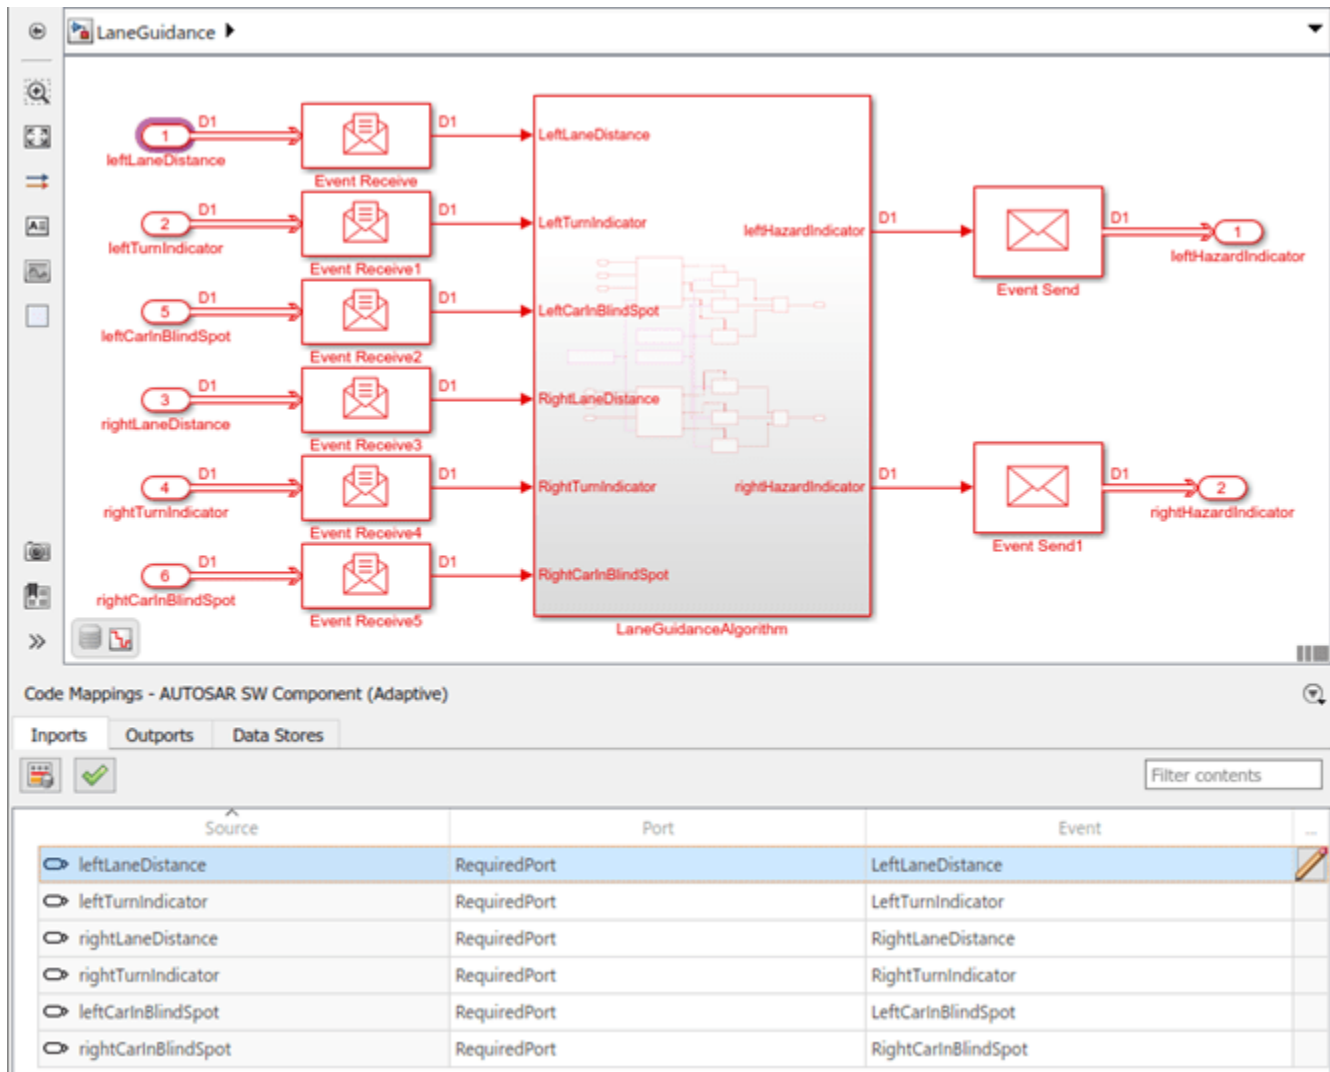 LaneGuidance
D1 D1
1 LeftLaneDistance
leftLaneDistance
Event Receive
D1 D1
2 LeftTurnIndicator leftHazardIndicator D1 D1 1
leftTurnIndicator leftHazardIndicator
Event Receive1 Event Send
D1 D1
5 LeftCarInBlindSpot
leftCarInBlindSpot
Event Receive2
D1 D1
3 RightLaneDistance
rightLaneDistance
Event Receive3
D1 D1 D1 D1
4 RightTurnIndicator rightHazardIndicator 2
rightTurnIndicator rightHazardIndicator
Event Receive4 Event Send1
D1 D1
6 RightCarInBlindSpot
rightCarInBlindSpot
Event Receive5 LaneGuidanceAlgorithm
Code Mappings - AUTOSAR SW Component (Adaptive)
Inports Outports Data Stores
Filter contents
Source Port Event ...
leftLaneDistance RequiredPort LeftLaneDistance
leftTurnIndicator RequiredPort LeftTurnIndicator
rightLaneDistance RequiredPort RightLaneDistance
rightTurnIndicator RequiredPort RightTurnIndicator
leftCarInBlindSpot RequiredPort LeftCarInBlindSpot
rightCarInBlindSpot RequiredPort RightCarInBlindSpot